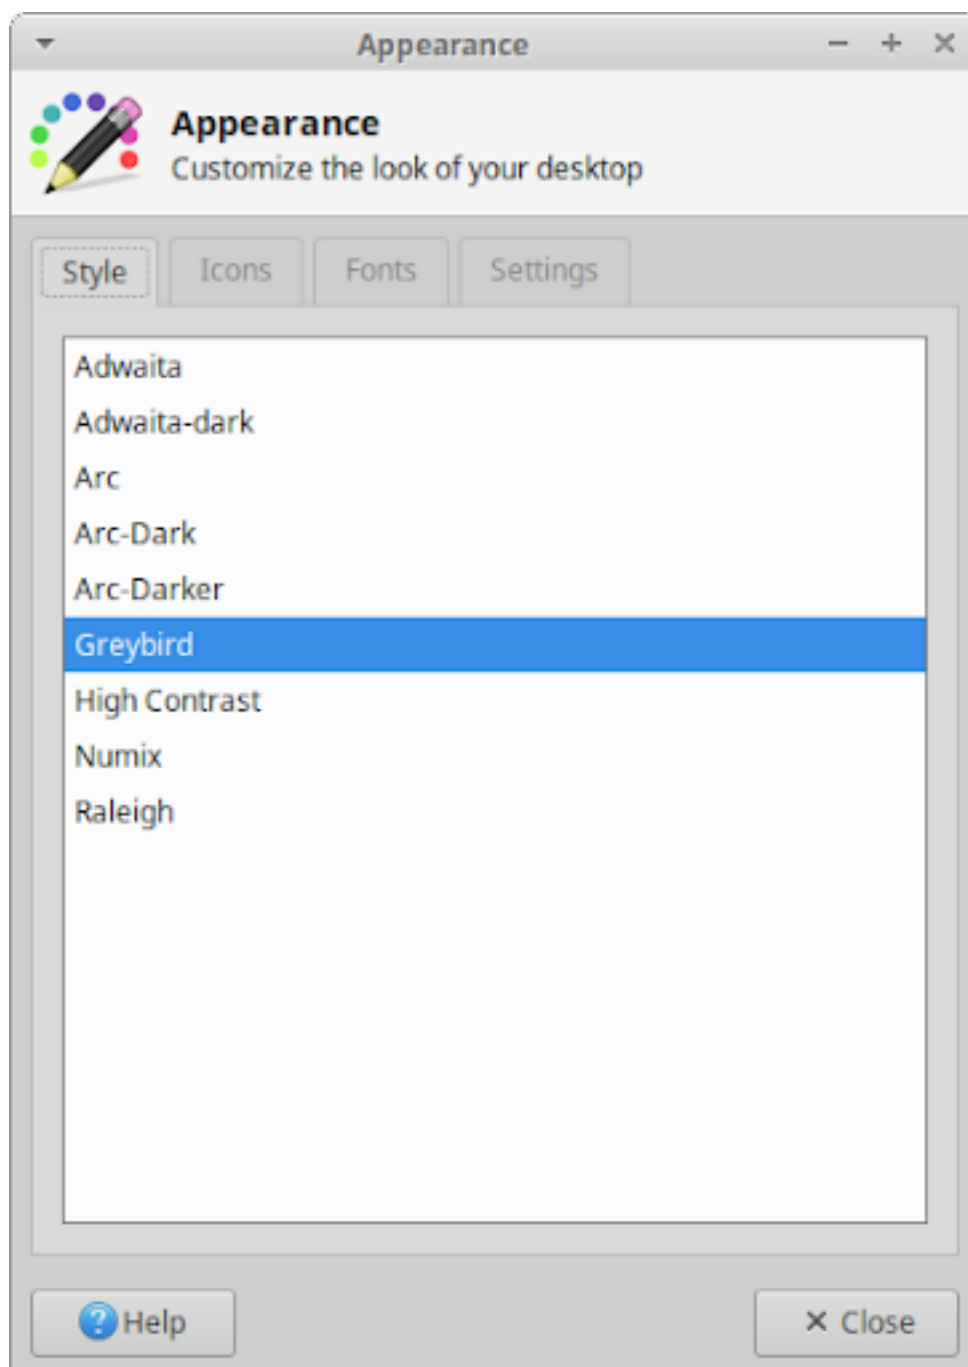 Appearance
Appearance
Customize the look of your desktop
Style Icons Fonts Settings
Adwaita
Adwaita-dark
Arc
Arc-Dark
Arc-Darker
Greybird
High Contrast
Numix
Raleigh
Help Close